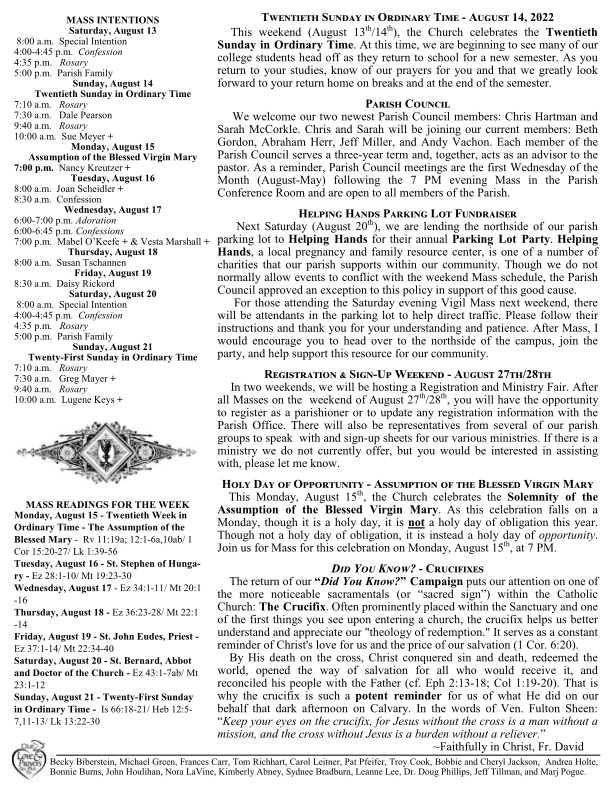 MASS INTENTIONS
Saturday, August 13
8:00 a.m. Special Intention
4:00-4:45 p.m. Confession
4:35 p.m. Rosary
5:00 p.m. Parish Family
Sunday, August 14
Twentieth Sunday in Ordinary Time
7:10 a.m. Rosary
7:30 a.m. Dale Pearson
9:40 a.m. Rosary
10:00 a.m. Sue Meyer +
Monday, August 15
Assumption of the Blessed Virgin Mary
7:00 p.m. Nancy Kreutzer +
Tuesday, August 16
8:00 a.m. Joan Scheidler +
8:30 a.m. Confession
Wednesday, August 17
6:00-7:00 p.m. Adoration
6:00-6:45 p.m. Confessions
7:00 p.m. Mabel O'Keefe + & Vesta Marshall +
Thursday, August 18
8:00 a.m. Susan Tschannen
Friday, August 19
8:30 a.m. Daisy Rickord
Saturday, August 20
8:00 a.m. Special Intention
4:00-4:45 p.m. Confession
4:35 p.m. Rosary
5:00 p.m. Parish Family
Sunday, August 21
Twenty-First Sunday in Ordinary Time
7:10 a.m. Rosary
7:30 a.m. Greg Mayer +
9:40 a.m. Rosary
10:00 a.m. Lugene Keys +
MASS READINGS FOR THE WEEK
Monday, August 15 - Twentieth Week in
Ordinary Time - The Assumption of the
Blessed Mary - Rv 11:19a; 12:1-6a,10ab/ 1
Cor 15:20-27/ Lk 1:39-56
Tuesday, August 16 - St. Stephen of Hunga-
ry - Ez 28:1-10/ Mt 19:23-30
Wednesday, August 17 - Ez 34:1-11/ Mt 20:1
-16
Thursday, August 18 - Ez 36:23-28/ Mt 22:1
-14
Friday, August 19 - St. John Eudes, Priest -
Ez 37:1-14/ Mt 22:34-40
Saturday, August 20 - St. Bernard, Abbot
and Doctor of the Church - Ez 43:1-7ab/ Mt
23:1-12
Sunday, August 21 - Twenty-First Sunday
in Ordinary Time - Is 66:18-21/ Heb 12:5-
7,11-13/ Lk 13:22-30
Twentieth Sunday in Ordinary Time - August 14, 2022
This weekend (August 13th/14th), the Church celebrates the Twentieth
Sunday in Ordinary Time. At this time, we are beginning to see many of our
college students head off as they return to school for a new semester. As you
return to your studies, know of our prayers for you and that we greatly look
forward to your return home on breaks and at the end of the semester.
Parish Council
We welcome our two newest Parish Council members: Chris Hartman and
Sarah McCorkle. Chris and Sarah will be joining our current members: Beth
Gordon, Abraham Herr, Jeff Miller, and Andy Vachon. Each member of the
Parish Council serves a three-year term and, together, acts as an advisor to the
pastor. As a reminder, Parish Council meetings are the first Wednesday of the
Month (August-May) following the 7 PM evening Mass in the Parish
Conference Room and are open to all members of the Parish.
Helping Hands Parking Lot Fundraiser
Next Saturday (August 20th), we are lending the northside of our parish
parking lot to Helping Hands for their annual Parking Lot Party. Helping
Hands, a local pregnancy and family resource center, is one of a number of
charities that our parish supports within our community. Though we do not
normally allow events to conflict with the weekend Mass schedule, the Parish
Council approved an exception to this policy in support of this good cause.
For those attending the Saturday evening Vigil Mass next weekend, there
will be attendants in the parking lot to help direct traffic. Please follow their
instructions and thank you for your understanding and patience. After Mass, I
would encourage you to head over to the northside of the campus, join the
party, and help support this resource for our community.
Registration & Sign-Up Weekend - August 27th/28th
In two weekends, we will be hosting a Registration and Ministry Fair. After
all Masses on the weekend of August 27th/28th, you will have the opportunity
to register as a parishioner or to update any registration information with the
Parish Office. There will also be representatives from several of our parish
groups to speak with and sign-up sheets for our various ministries. If there is a
ministry we do not currently offer, but you would be interested in assisting
with, please let me know.
Holy Day of Opportunity - Assumption of the Blessed Virgin Mary
This Monday, August 15th, the Church celebrates the Solemnity of the
Assumption of the Blessed Virgin Mary. As this celebration falls on a
Monday, though it is a holy day, it is not a holy day of obligation this year.
Though not a holy day of obligation, it is instead a holy day of opportunity.
Join us for Mass for this celebration on Monday, August 15th, at 7 PM.
Did You Know? - Crucifixes
The return of our "Did You Know?" Campaign puts our attention on one of
the more noticeable sacramentals (or "sacred sign") within the Catholic
Church: The Crucifix. Often prominently placed within the Sanctuary and one
of the first things you see upon entering a church, the crucifix helps us better
understand and appreciate our "theology of redemption." It serves as a constant
reminder of Christ's love for us and the price of our salvation (1 Cor. 6:20).
By His death on the cross, Christ conquered sin and death, redeemed the
world, opened the way of salvation for all who would receive it, and
reconciled his people with the Father (cf. Eph 2:13-18; Col 1:19-20). That is
why the crucifix is such a potent reminder for us of what He did on our
behalf that dark afternoon on Calvary. In the words of Ven. Fulton Sheen:
"Keep your eyes on the crucifix, for Jesus without the cross is a man without a
mission, and the cross without Jesus is a burden without a reliever."
~Faithfully in Christ, Fr. David
Our
Love &
Prayers
Becky Biberstein, Michael Green, Frances Carr, Tom Richhart, Carol Leitner, Pat Pfeifer, Troy Cook, Bobbie and Cheryl Jackson, Andrea Holte,
Bonnie Burns, John Houlihan, Nora LaVine, Kimberly Abney, Sydnee Bradburn, Leanne Lee, Dr. Doug Phillips, Jeff Tillman, and Marj Pogue.